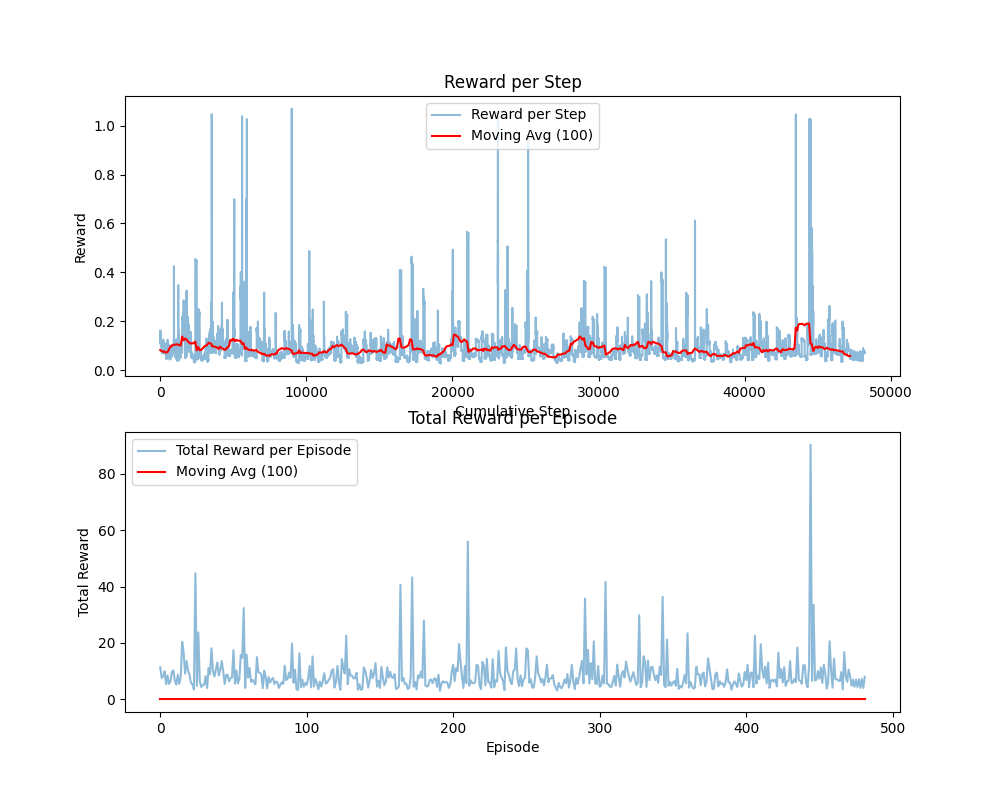 Reward per Step
Reward per Step
Moving Avg (100)
Reward
1.0
0.8
0.6
0.4
0.2
0.0
0 10000 20000 30000 40000 50000
Cumulative Step
Total Reward per Episode
Total Reward per Episode
Moving Avg (100)
Total Reward
80
60
40
20
0
0 100 200 300 400 500
Episode